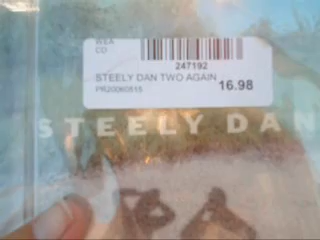 WEA
CD
247192
STEELY DAN TWO AGAIN
PR20060515
16.98
STEELY DAN